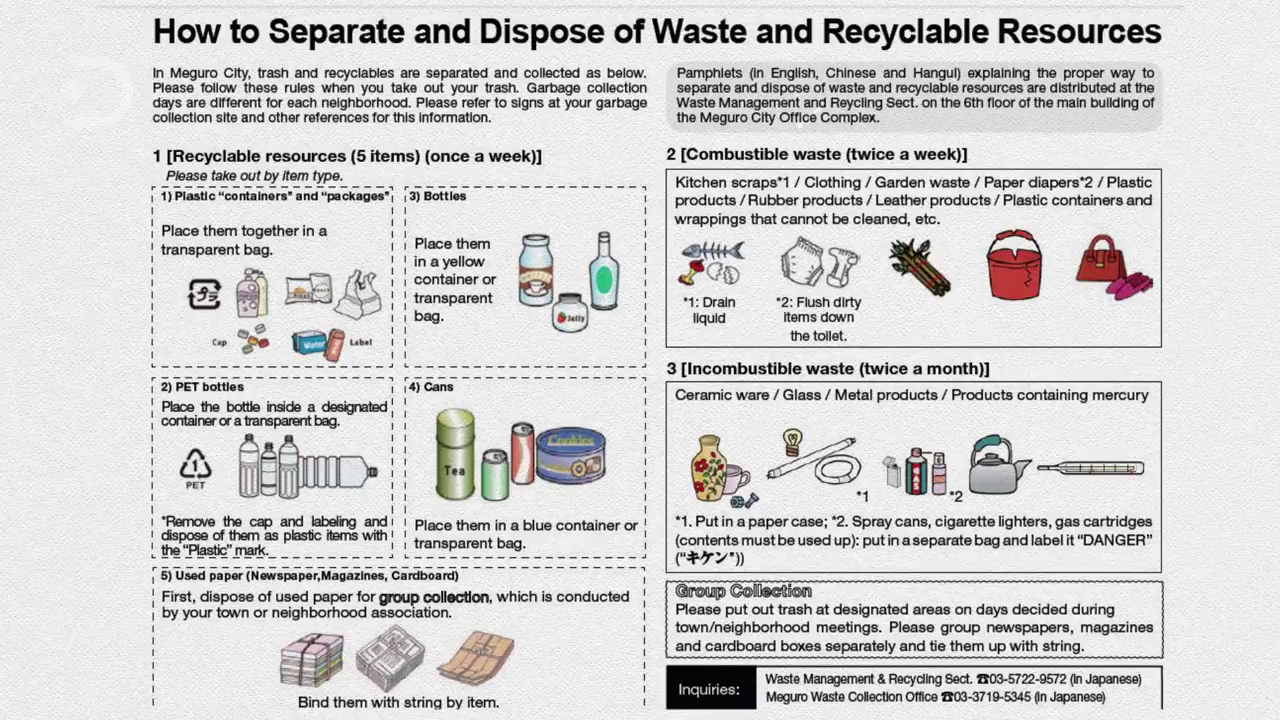 How to Separate and Dispose of Waste and Recyclable Resources
In Meguro City, trash and recyclables are separated and collected as below.
Please follow these rules when you take out your trash. Garbage collection
days are different for each neighborhood. Please refer to signs at your garbage
collection site and other references for this information.
Pamphlets (in English, Chinese and Hangul) explaining the proper way to
separate and dispose of waste and recyclable resources are distributed at the
Waste Management and Reycling Sect. on the 6th floor of the main building of
the Meguro City Office Complex.
1 [Recyclable resources (5 items) (once a week)]
Please take out by item type.
1) Plastic “containers” and “packages”
Place them together in a
transparent bag.
プラ
Cap
Water
Label
3) Bottles
Place them
in a yellow
container or
transparent
bag.
COFFEE
Jelly
2) PET bottles
Place the bottle inside a designated
container or a transparent bag.
1
PET
*Remove the cap and labeling and
dispose of them as plastic items with
the “Plastic” mark.
4) Cans
Tea
Cookies
Place them in a blue container or
transparent bag.
5) Used paper (Newspaper,Magazines, Cardboard)
First, dispose of used paper for group collection, which is conducted
by your town or neighborhood association.
Bind them with string by item.
2 [Combustible waste (twice a week)]
Kitchen scraps*1 / Clothing / Garden waste / Paper diapers*2 / Plastic
products / Rubber products / Leather products / Plastic containers and
wrappings that cannot be cleaned, etc.
*1: Drain
liquid
*2: Flush dirty
items down
the toilet.
3 [Incombustible waste (twice a month)]
Ceramic ware / Glass / Metal products / Products containing mercury
GAS
*1
*2
*1. Put in a paper case; *2. Spray cans, cigarette lighters, gas cartridges
(contents must be used up): put in a separate bag and label it “DANGER”
(“キケン”))
Group Collection
Please put out trash at designated areas on days decided during
town/neighborhood meetings. Please group newspapers, magazines
and cardboard boxes separately and tie them up with string.
Inquiries:
Waste Management & Recycling Sect. ☎03-5722-9572 (in Japanese)
Meguro Waste Collection Office ☎03-3719-5345 (in Japanese)